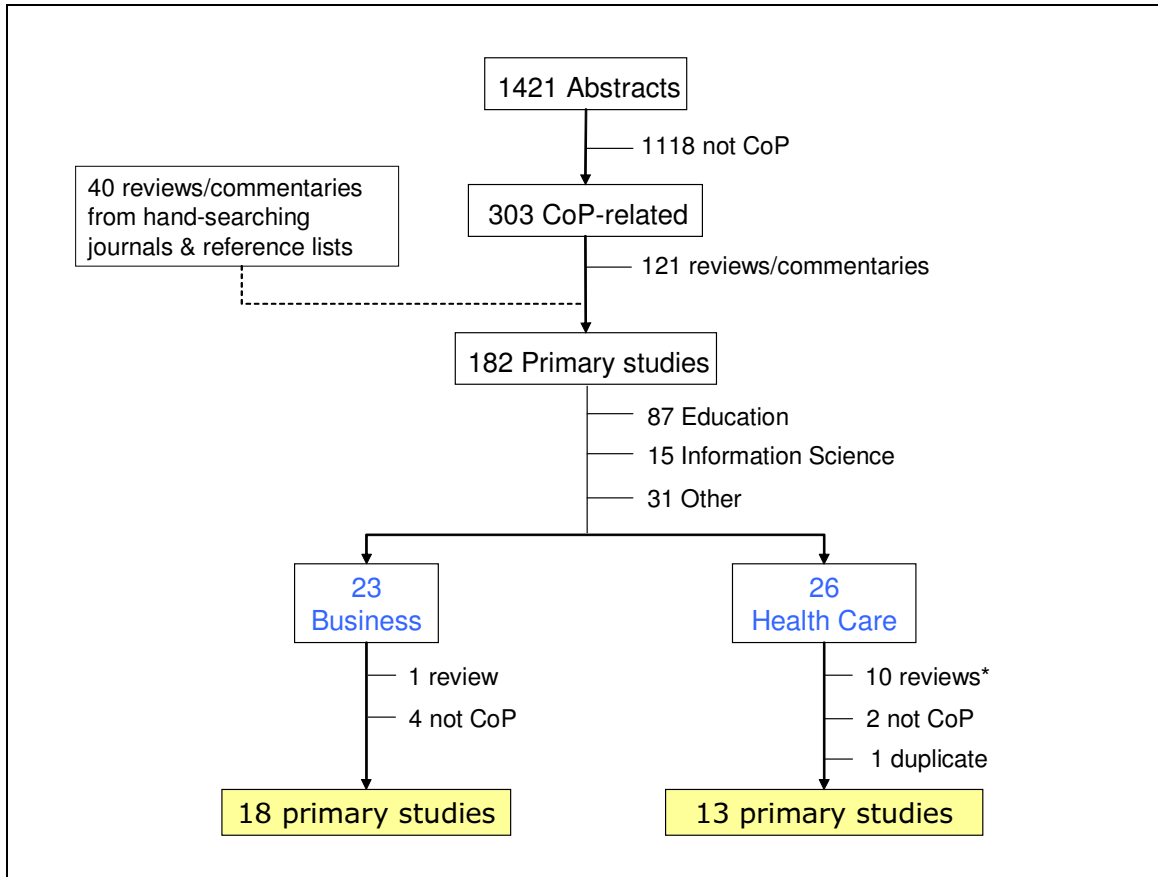 1421 Abstracts
1118 not CoP
40 reviews/commentaries
from hand-searching
journals & reference lists
303 CoP-related
121 reviews/commentaries
182 Primary studies
87 Education
15 Information Science
31 Other
23
Business
26
Health Care
1 review
4 not CoP
10 reviews*
2 not CoP
1 duplicate
18 primary studies
13 primary studies